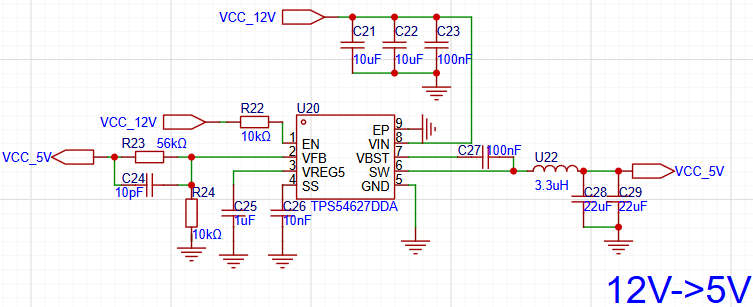 VCC_12V
C21
C22
C23
10uF
10uF
100nF
U20
VCC_12V
R22
10kΩ
EP
9
1
EN
VIN
8
VCC_5V
R23
56kΩ
2
VFB
VBST
7
C27
100nF
3
VREG5
SW
6
U22
3.3uH
VCC_5V
C24
10pF
4
SS
GND
5
R24
10kΩ
C25
1uF
C26
10nF
TPS54627DDA
C28
22uF
C29
22uF
12V->5V